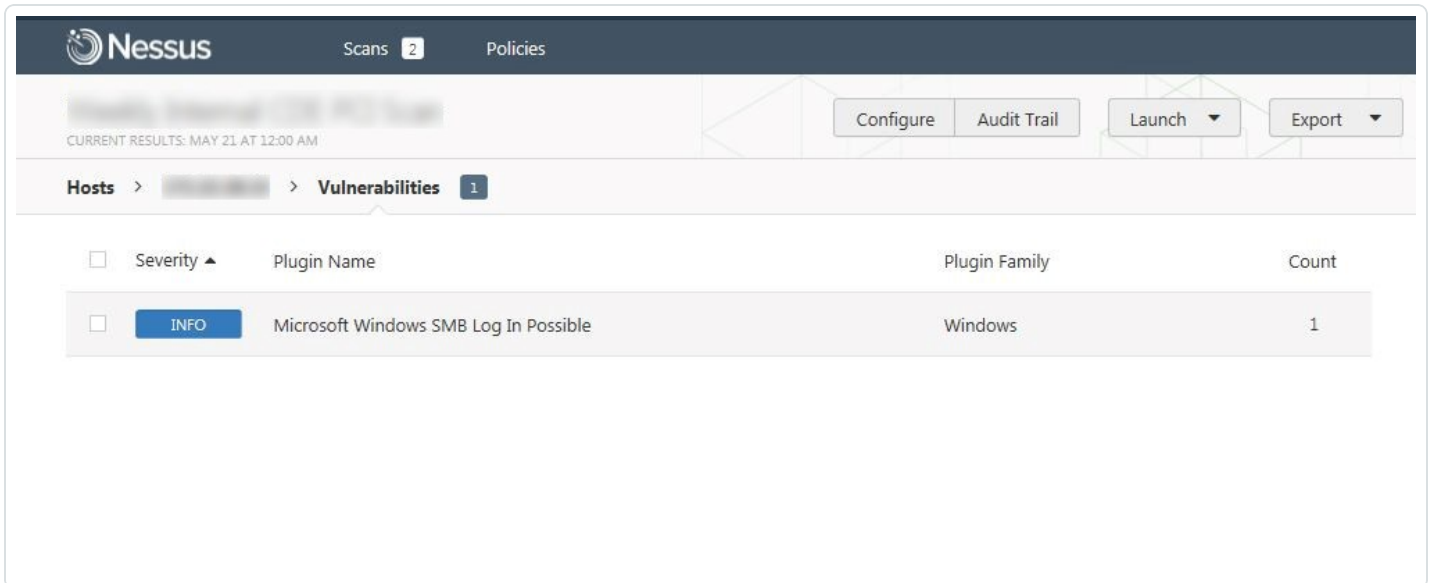 Nessus Scans 2 Policies
Configure Audit Trail Launch Export
CURRENT RESULTS: MAY 21 AT 12:00 AM
Hosts > > Vulnerabilities 1
Severity Plugin Name Plugin Family Count
INFO Microsoft Windows SMB Log In Possible Windows 1